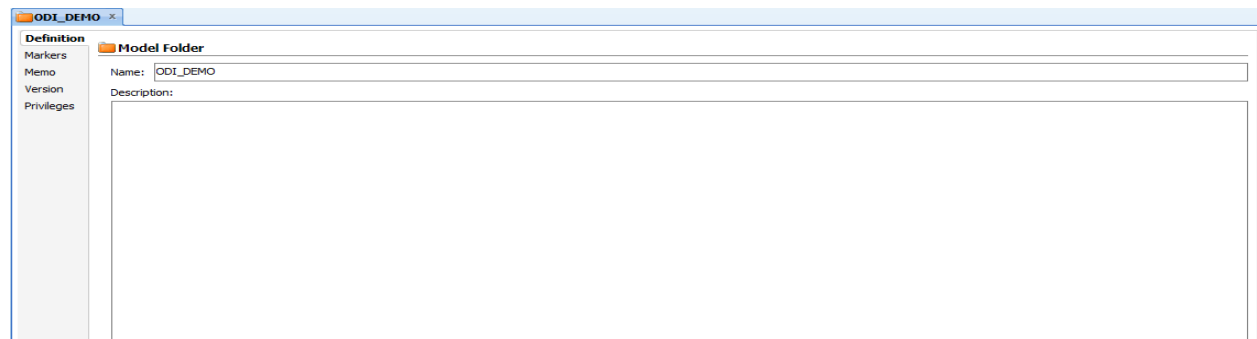 ODI_DEMO ×
Definition
Markers
Memo
Version
Privileges
Model Folder
Name: ODI_DEMO
Description: